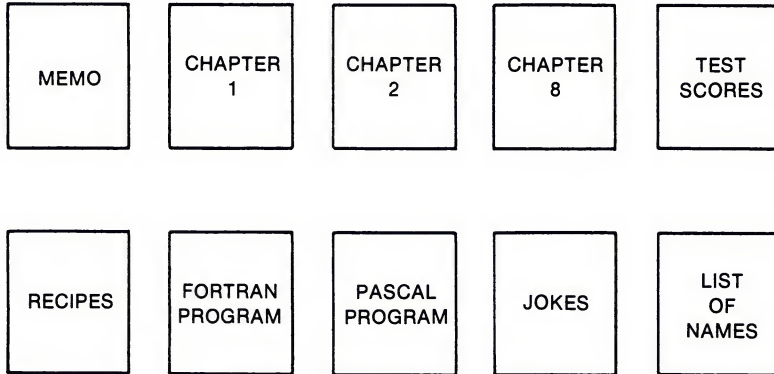 MEMO
CHAPTER
1
CHAPTER
2
CHAPTER
8
TEST
SCORES
RECIPES
FORTRAN
PROGRAM
PASCAL
PROGRAM
JOKES
LIST
OF
NAMES